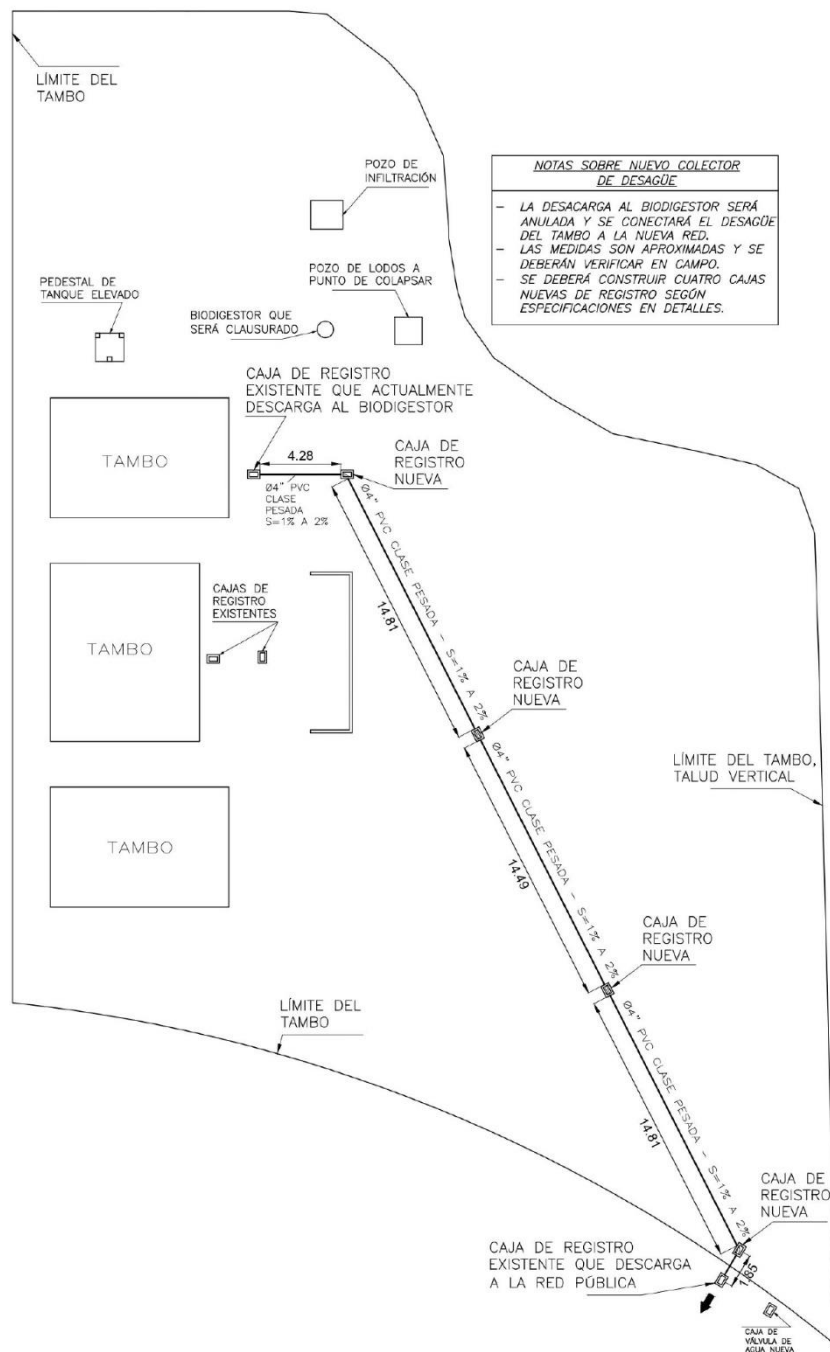 LÍMITE DEL
TAMBO
POZO DE
INFILTRACIÓN
NOTAS SOBRE NUEVO COLECTOR
DE DESAGÜE
- LA DESACARGA AL BIODIGESTOR SERÁ
ANULADA Y SE CONECTARÁ EL DESAGÜE
DEL TAMBO A LA NUEVA RED.
- LAS MEDIDAS SON APROXIMADAS Y SE
DEBERÁN VERIFICAR EN CAMPO.
- SE DEBERÁ CONSTRUIR CUATRO CAJAS
NUEVAS DE REGISTRO SEGÚN
ESPECIFICACIONES EN DETALLES.
PEDESTAL DE
TANQUE ELEVADO
POZO DE LODOS A
PUNTO DE COLAPSAR
BIODIGESTOR QUE
SERÁ CLAUSURADO
CAJA DE REGISTRO
EXISTENTE QUE ACTUALMENTE
DESCARGA AL BIODIGESTOR
TAMBO
4.28
CAJA DE
REGISTRO
NUEVA
Ø4" PVC
CLASE
PESADA
S=1% A 2%
Ø4" PVC CLASE PESADA - S=1% A 2%
14.81
CAJAS DE
REGISTRO
EXISTENTES
TAMBO
CAJA DE
REGISTRO
NUEVA
Ø4" PVC CLASE PESADA - S=1% A 2%
14.49
LÍMITE DEL TAMBO,
TALUD VERTICAL
TAMBO
CAJA DE
REGISTRO
NUEVA
Ø4" PVC CLASE PESADA - S=1% A 2%
14.81
LÍMITE DEL
TAMBO
CAJA DE
REGISTRO
NUEVA
CAJA DE REGISTRO
EXISTENTE QUE DESCARGA
A LA RED PÚBLICA
1.65
CAJA DE
VÁLVULA DE
AGUA NUEVA